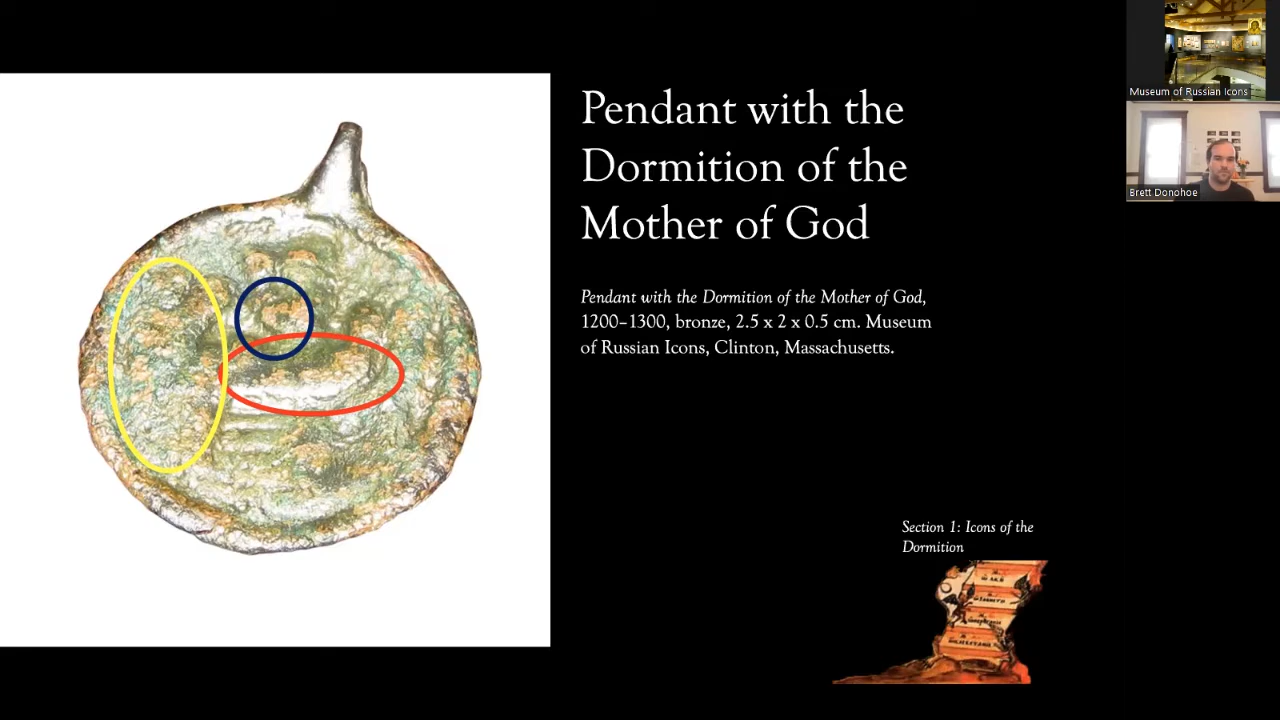 Pendant with the
Dormition of the
Mother of God
Pendant with the Dormition of the Mother of God,
1200–1300, bronze, 2.5 x 2 x 0.5 cm. Museum
of Russian Icons, Clinton, Massachusetts.
Section 1: Icons of the
Dormition
Museum of Russian Icons
Brett Donohoe